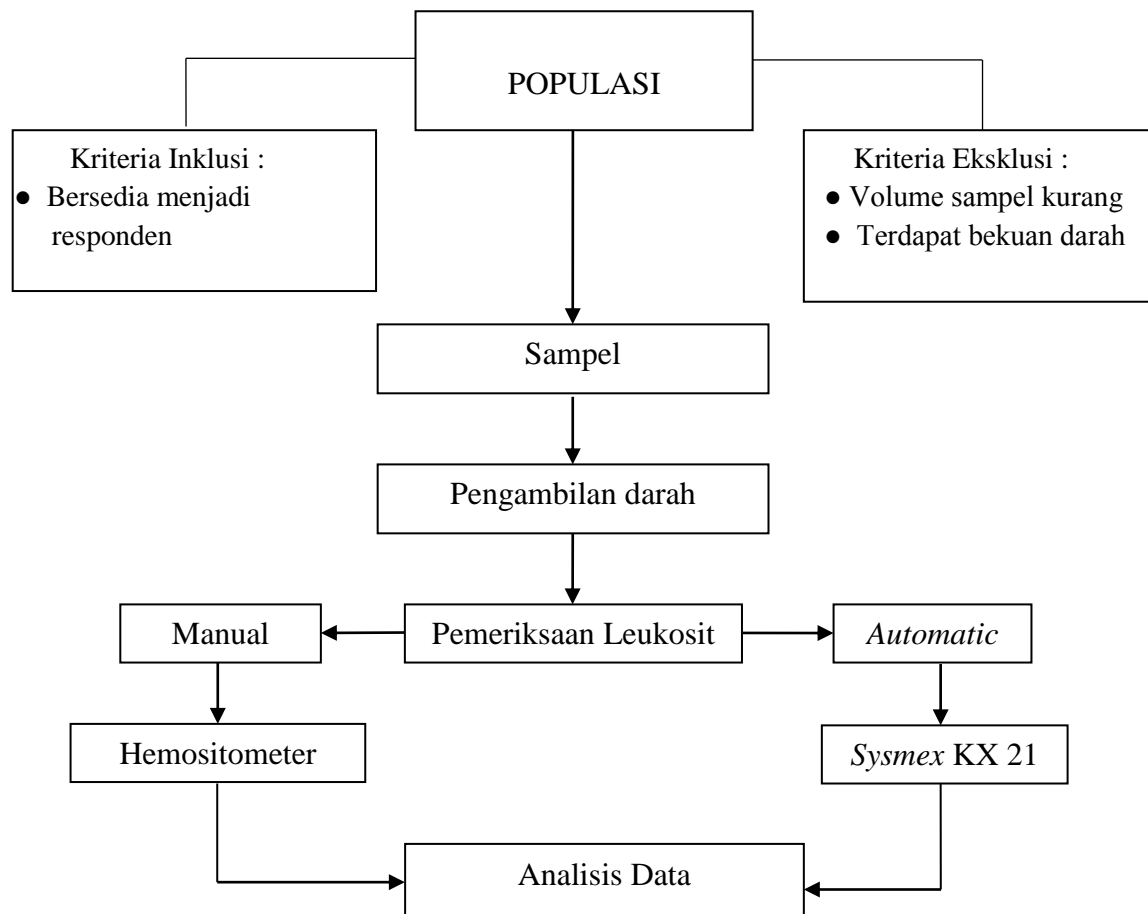 POPULASI
Kriteria Inklusi :
● Bersedia menjadi
responden
Kriteria Eksklusi :
● Volume sampel kurang
● Terdapat bekuan darah
Sampel
Pengambilan darah
Manual
Pemeriksaan Leukosit
Automatic
Hemositometer
Sysmex KX 21
Analisis Data